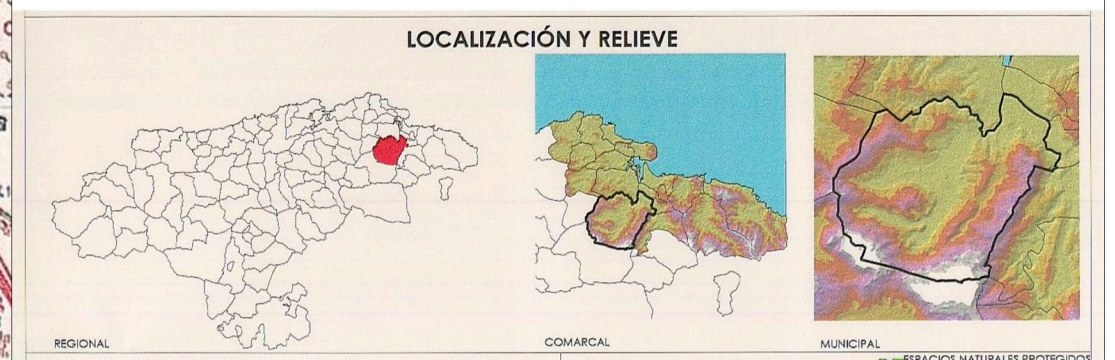 LOCALIZACIÓN Y RELIEVE
REGIONAL
COMARCAL
MUNICIPAL
ESPACIOS NATURALES PROTEGIDOS